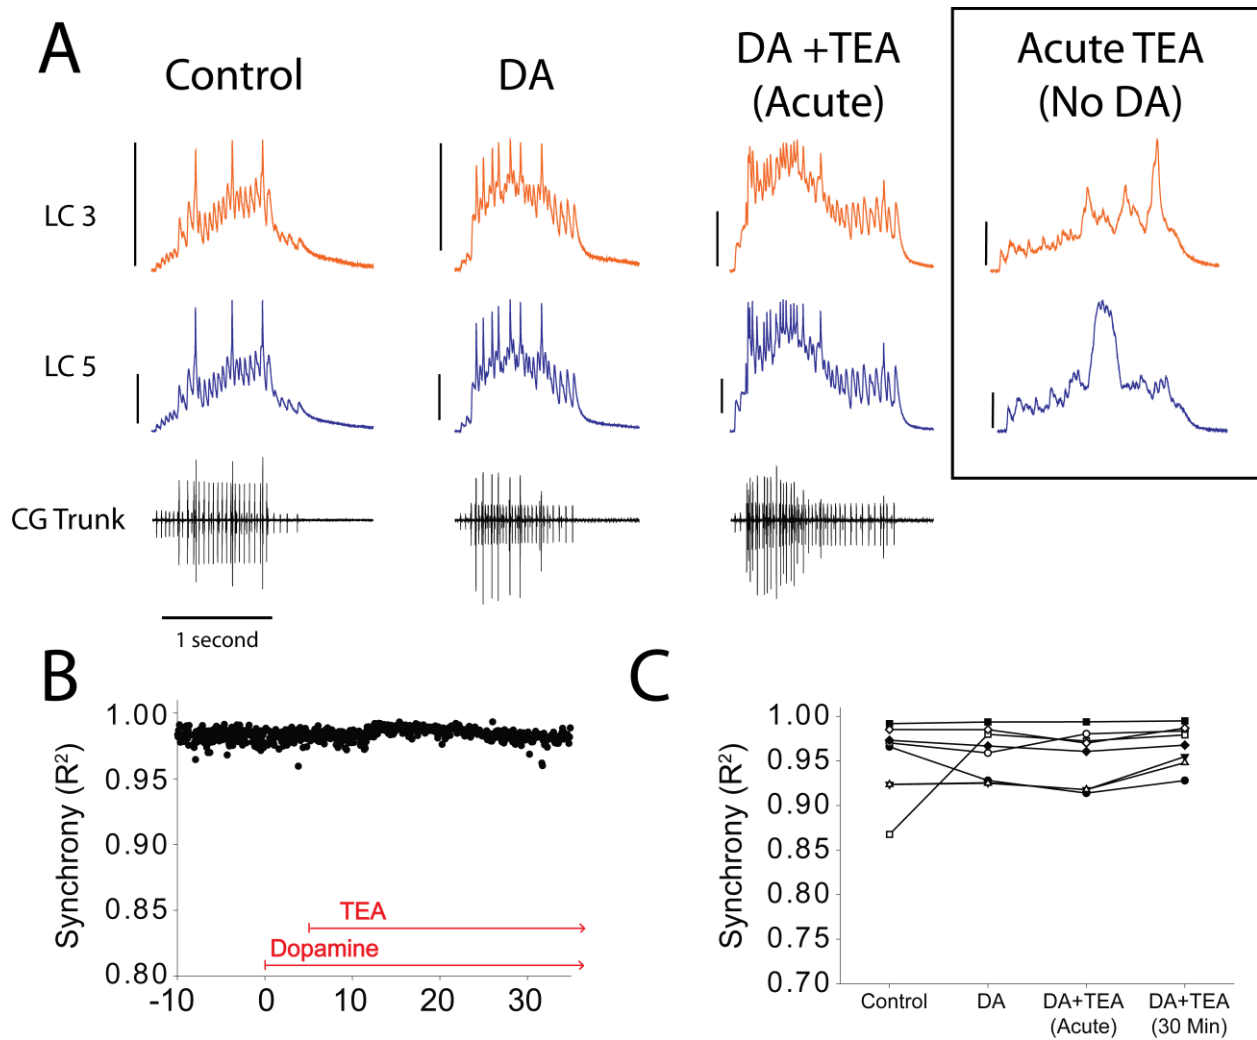 A
Control
DA
DA +TEA
(Acute)
Acute TEA
(No DA)
LC 3
LC 5
CG Trunk
1 second
B
Synchrony (R²)
1.00
0.95
0.90
0.85
0.80
TEA
Dopamine
-10
0
10
20
30
C
Synchrony (R²)
1.00
0.95
0.90
0.85
0.80
0.75
0.70
Control
DA
DA+TEA
(Acute)
DA+TEA
(30 Min)